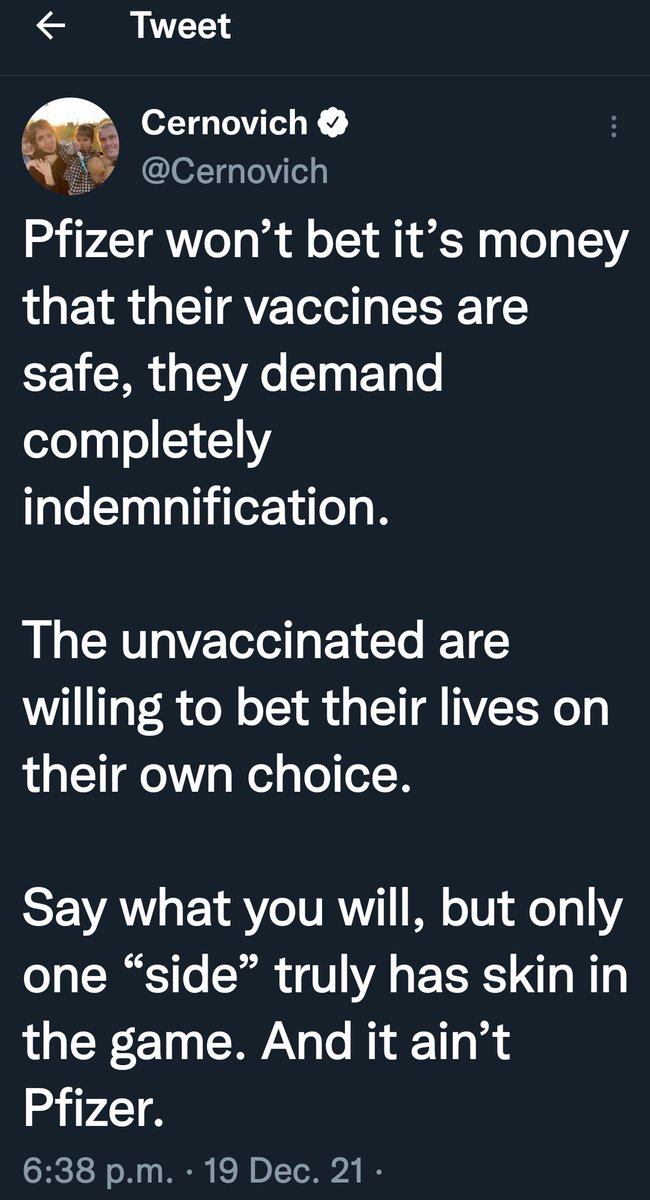 Tweet
Cernovich
@Cernovich
Pfizer won’t bet it’s money
that their vaccines are
safe, they demand
completely
indemnification.
The unvaccinated are
willing to bet their lives on
their own choice.
Say what you will, but only
one “side” truly has skin in
the game. And it ain’t
Pfizer.
6:38 p.m. · 19 Dec. 21 ·